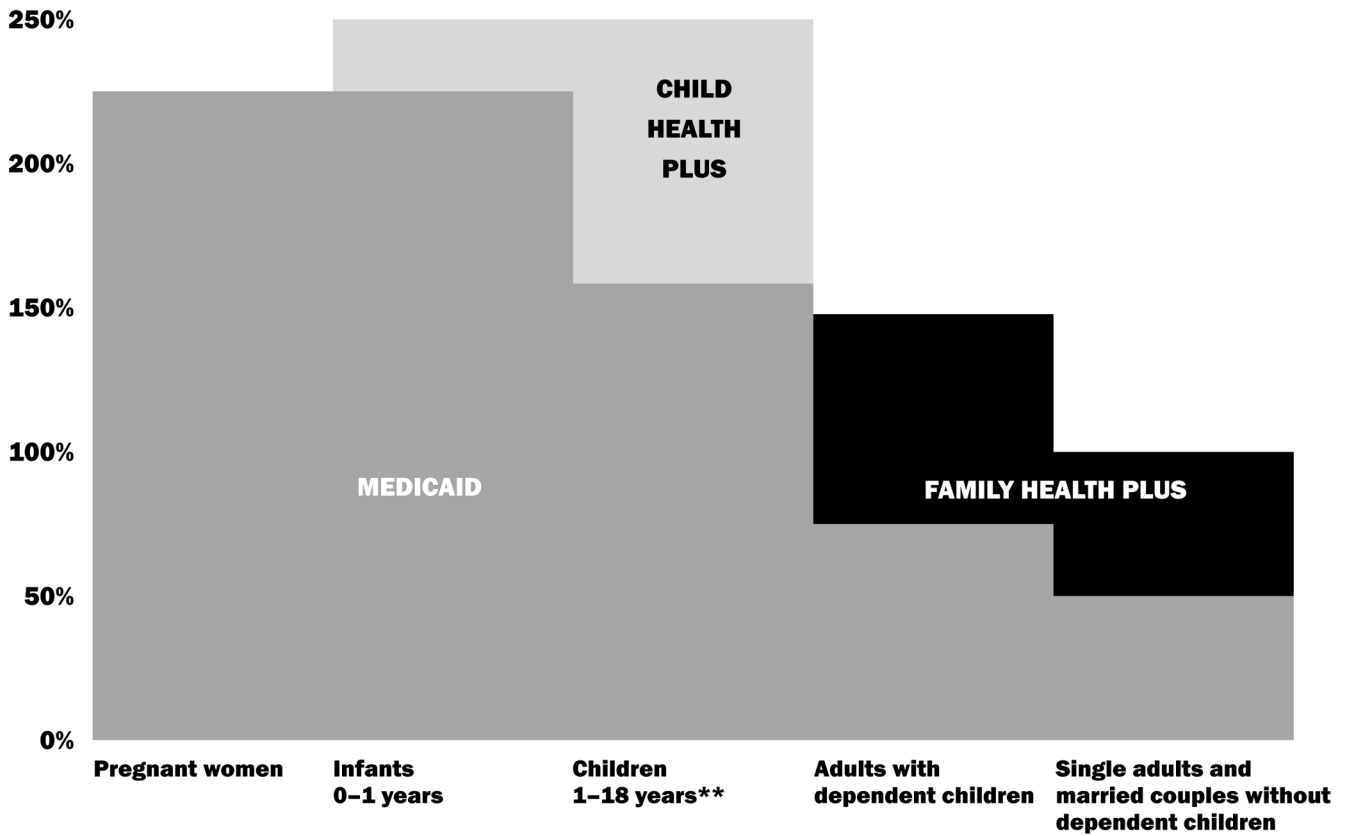 250%
CHILD
HEALTH
PLUS
200%
150%
100%
MEDICAID
FAMILY HEALTH PLUS
50%
0%
Pregnant women
Infants
0–1 years
Children
1–18 years**
Adults with
dependent children
Single adults and
married couples without
dependent children